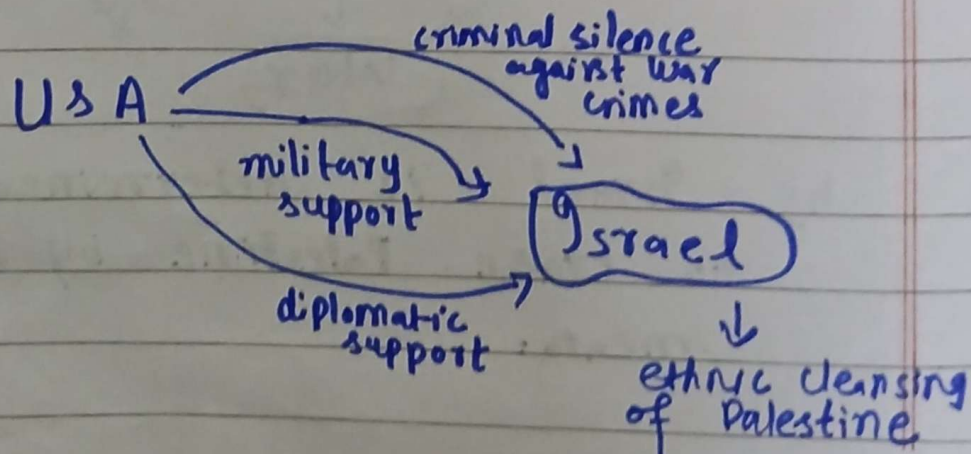 criminal silence
against war
crimes
USA
military
support
Israel
diplomatic
support
ethnic cleansing
of Palestine